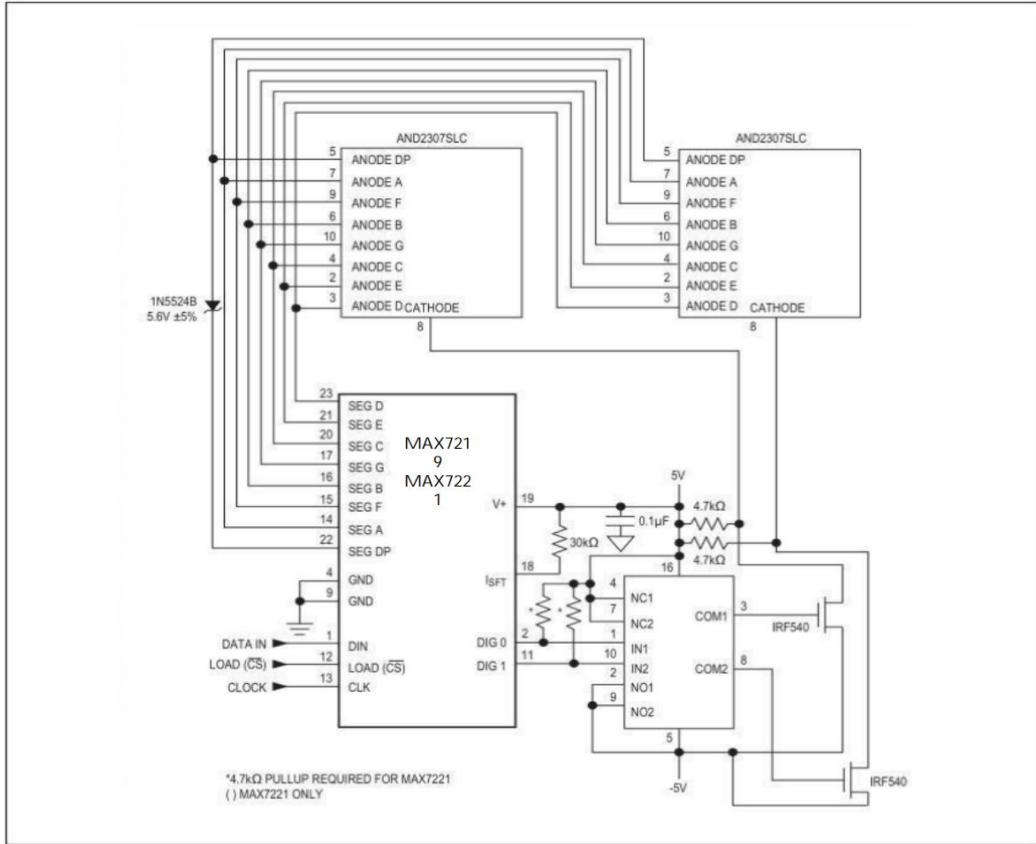 AND2307SLC
5 ANODE DP
7 ANODE A
9 ANODE F
6 ANODE B
10 ANODE G
4 ANODE C
2 ANODE E
3 ANODE D CATHODE
8
AND2307SLC
5 ANODE DP
7 ANODE A
9 ANODE F
6 ANODE B
10 ANODE G
4 ANODE C
2 ANODE E
3 ANODE D CATHODE
8
1N5524B
5.6V ±5%
MAX721
9
MAX722
1
23 SEG D
21 SEG E
20 SEG C
17 SEG G
16 SEG B
15 SEG F
14 SEG A
22 SEG DP
4 GND
9 GND
DATA IN 1 DIN
LOAD (C̅S̅) 12 LOAD (C̅S̅)
CLOCK 13 CLK
V+ 19
ISFT 18
DIG 0 2
DIG 1 11
30kΩ
0.1µF
5V
4.7kΩ
4.7kΩ
* *
16
4 NC1
7 NC2
1 IN1
10 IN2
2 NO1
9 NO2
COM1 3
COM2 8
5
-5V
IRF540
IRF540
*4.7kΩ PULLUP REQUIRED FOR MAX7221
( ) MAX7221 ONLY